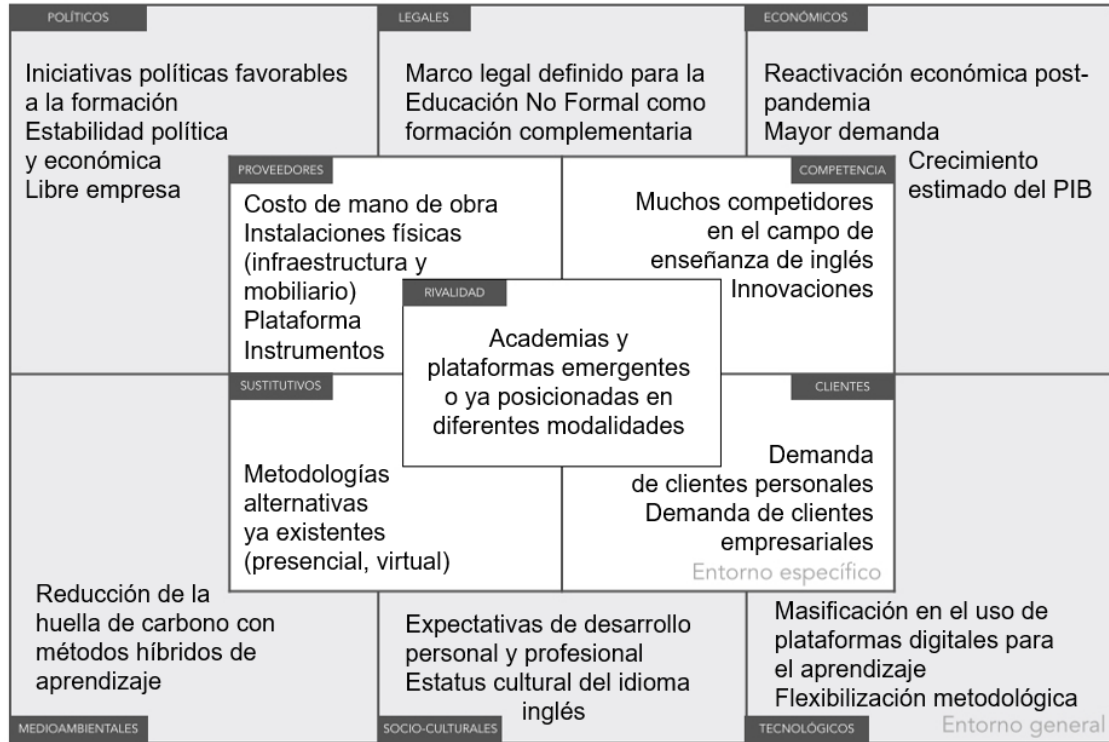 POLÍTICOS
Iniciativas políticas favorables
a la formación
Estabilidad política
y económica
Libre empresa
LEGALES
Marco legal definido para la
Educación No Formal como
formación complementaria
ECONÓMICOS
Reactivación económica post-
pandemia
Mayor demanda
Crecimiento
estimado del PIB
PROVEEDORES
Costo de mano de obra
Instalaciones físicas
(infraestructura y
mobiliario)
Plataforma
Instrumentos
COMPETENCIA
Muchos competidores
en el campo de
enseñanza de inglés
Innovaciones
RIVALIDAD
Academias y
plataformas emergentes
o ya posicionadas en
diferentes modalidades
SUSTITUTIVOS
Metodologías
alternativas
ya existentes
(presencial, virtual)
CLIENTES
Demanda
de clientes personales
Demanda de clientes
empresariales
Entorno específico
Reducción de la
huella de carbono con
métodos híbridos de
aprendizaje
MEDIOAMBIENTALES
Expectativas de desarrollo
personal y profesional
Estatus cultural del idioma
inglés
SOCIO-CULTURALES
Masificación en el uso de
plataformas digitales para
el aprendizaje
Flexibilización metodológica
TECNOLÓGICOS
Entorno general